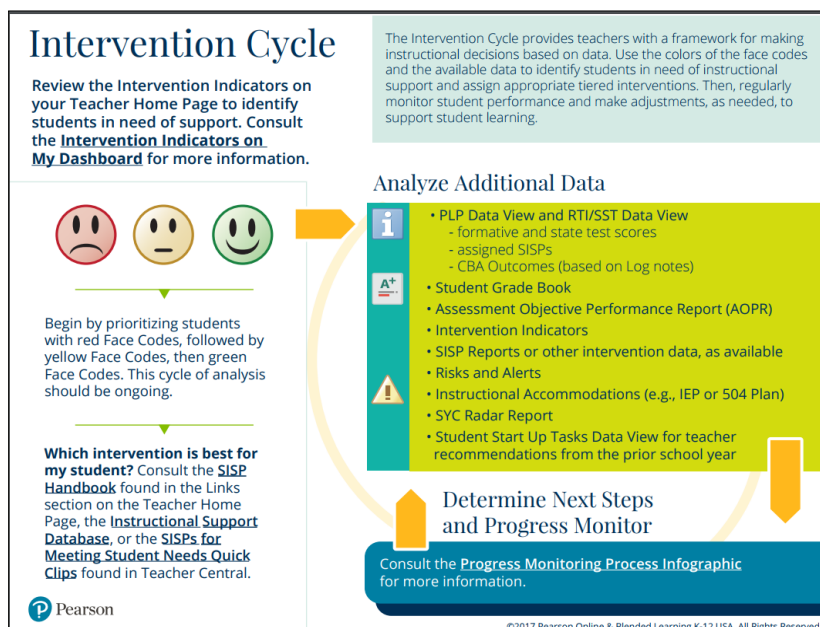 Intervention Cycle
Review the Intervention Indicators on
your Teacher Home Page to identify
students in need of support. Consult
the Intervention Indicators on
My Dashboard for more information.
The Intervention Cycle provides teachers with a framework for making
instructional decisions based on data. Use the colors of the face codes
and the available data to identify students in need of instructional
support and assign appropriate tiered interventions. Then, regularly
monitor student performance and make adjustments, as needed, to
support student learning.
Begin by prioritizing students
with red Face Codes, followed by
yellow Face Codes, then green
Face Codes. This cycle of analysis
should be ongoing.
Which intervention is best for
my student? Consult the SISP
Handbook found in the Links
section on the Teacher Home
Page, the Instructional Support
Database, or the SISPs for
Meeting Student Needs Quick
Clips found in Teacher Central.
Analyze Additional Data
i
A+
!
• PLP Data View and RTI/SST Data View
- formative and state test scores
- assigned SISPs
- CBA Outcomes (based on Log notes)
• Student Grade Book
• Assessment Objective Performance Report (AOPR)
• Intervention Indicators
• SISP Reports or other intervention data, as available
• Risks and Alerts
• Instructional Accommodations (e.g., IEP or 504 Plan)
• SYC Radar Report
• Student Start Up Tasks Data View for teacher
recommendations from the prior school year
Determine Next Steps
and Progress Monitor
Consult the Progress Monitoring Process Infographic
for more information.
P Pearson
©2017 Pearson Online & Blended Learning K-12 USA. All Rights Reserved